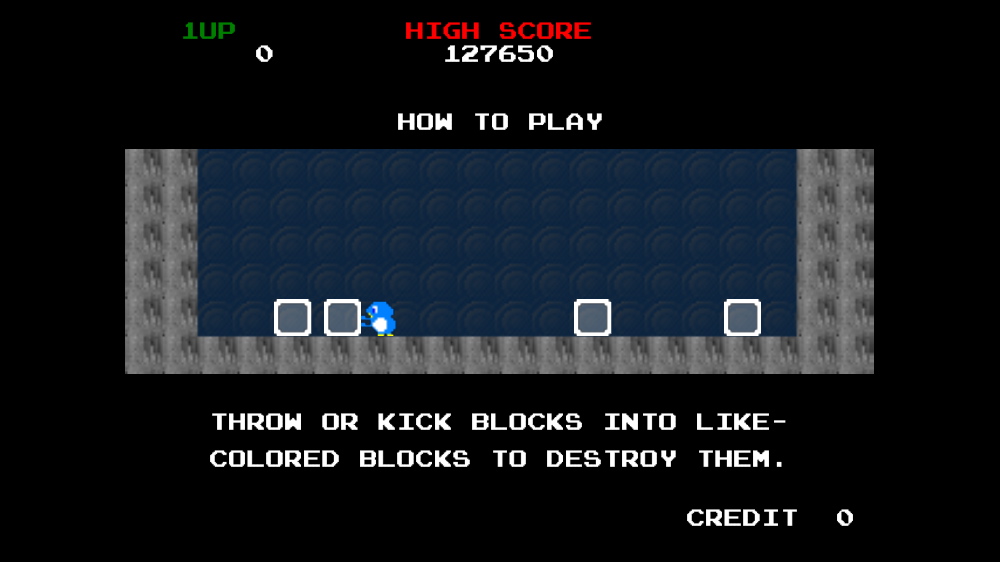 1UP
HIGH SCORE
0
127650
HOW TO PLAY
THROW OR KICK BLOCKS INTO LIKE-
COLORED BLOCKS TO DESTROY THEM.
CREDIT 0